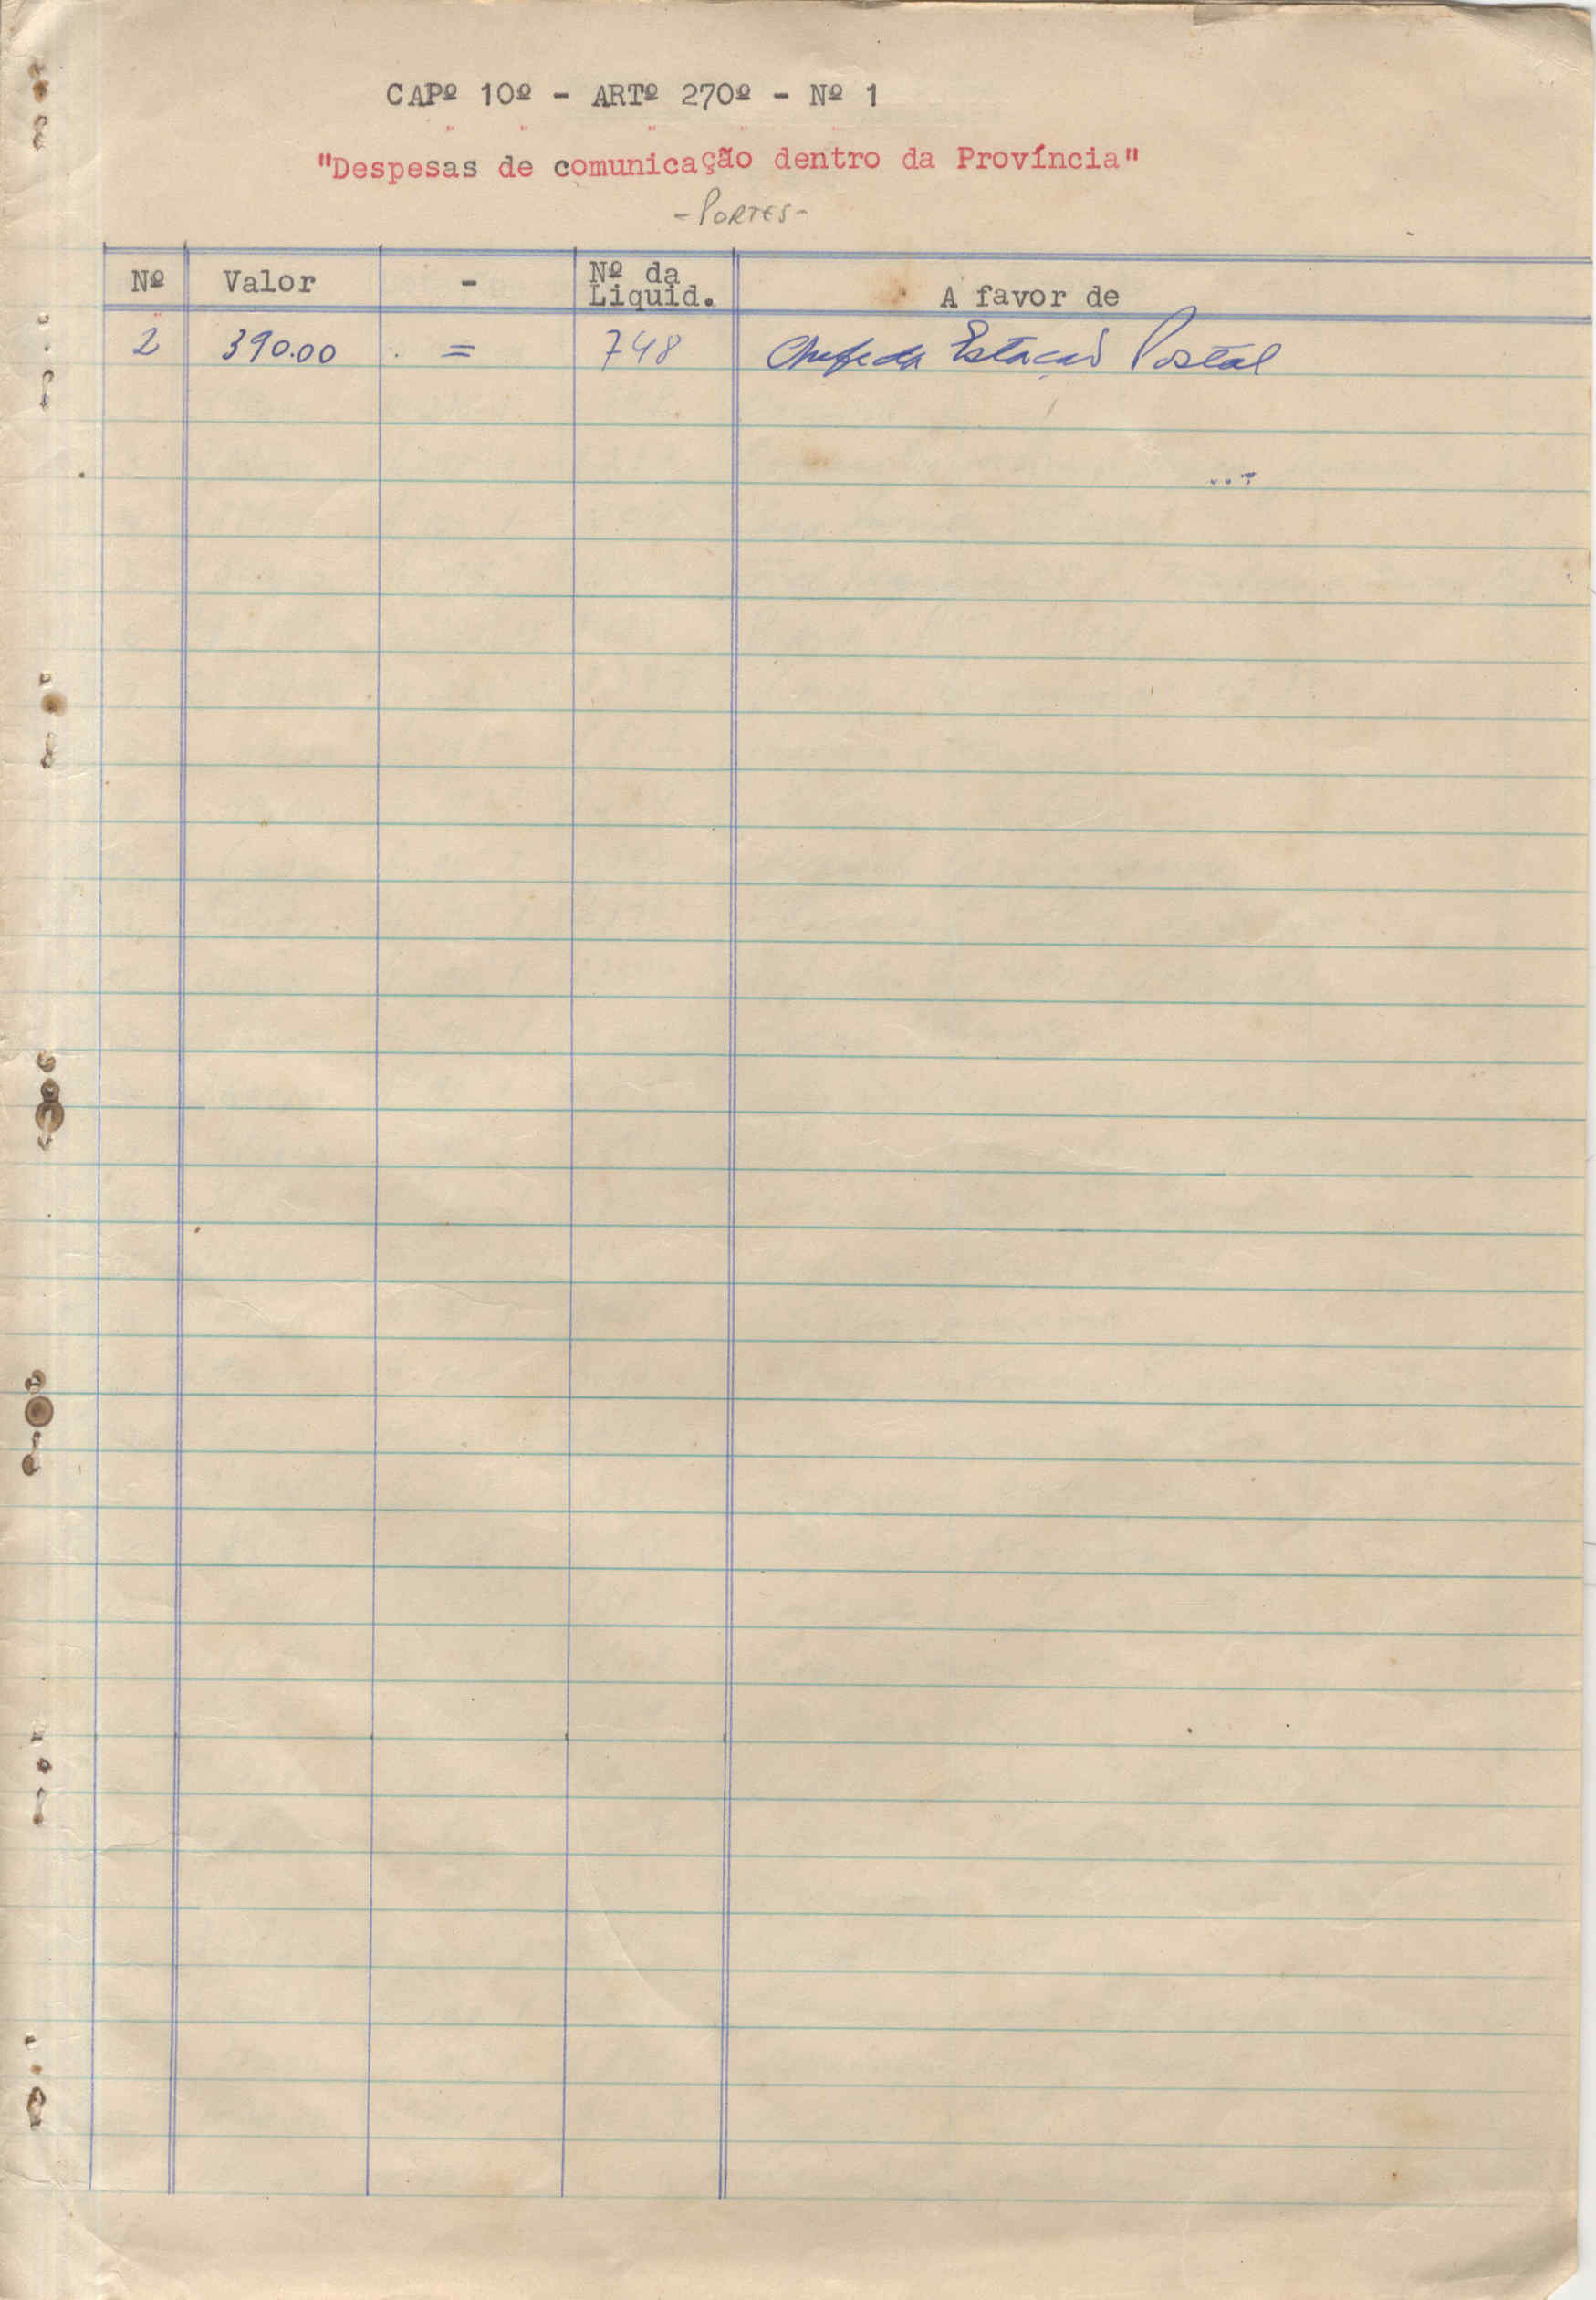 CAPº 10º - ARTº 270º - Nº 1
"Despesas de comunicação dentro da Província"
-PORTES-
Nº Valor - Nº da Liquid. A favor de
2 390.00 = 748 Chefe da Estação Postal